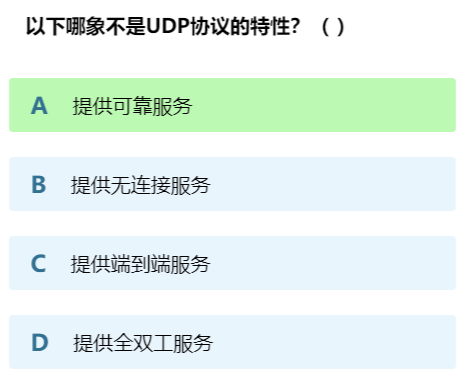 以下哪象不是UDP协议的特性？（ ）
A 提供可靠服务
B 提供无连接服务
C 提供端到端服务
D 提供全双工服务